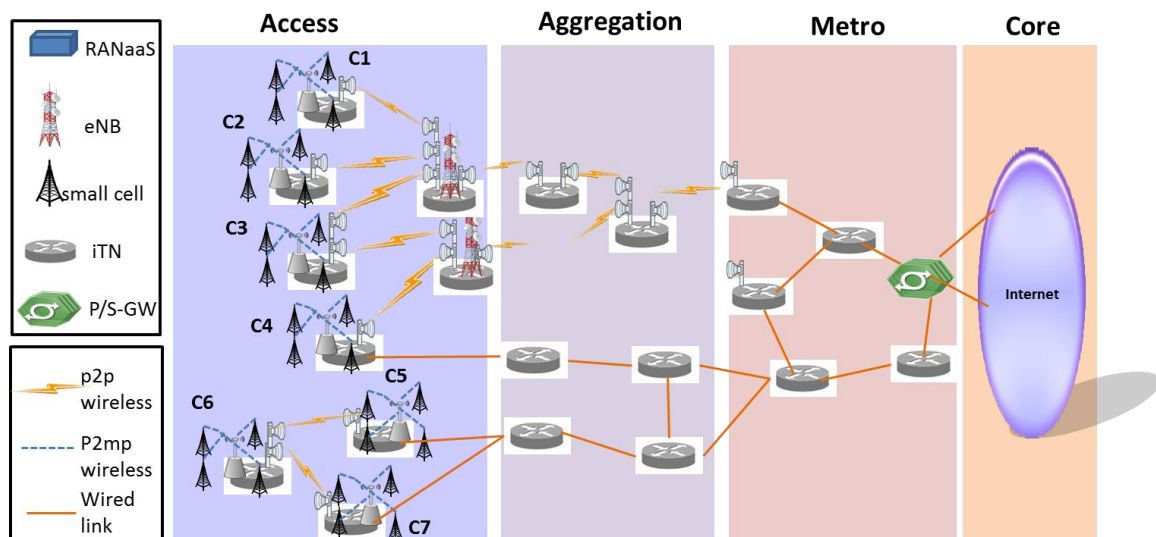 Access
Aggregation
Metro
Core
RANaaS
eNB
small cell
iTN
P/S-GW
p2p
wireless
P2mp
wireless
Wired
link
C1
C2
C3
C4
C5
C6
C7
Internet